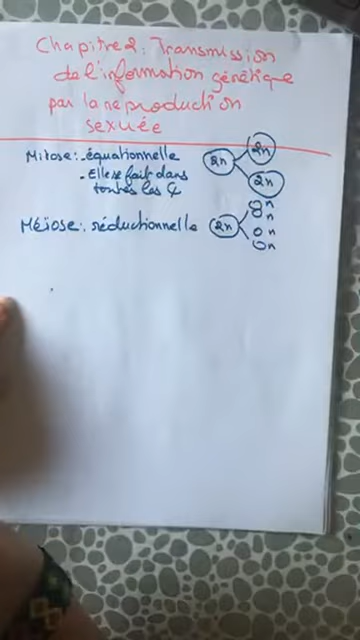 Chapitre 2: Transmission
de l'information génétique
par la reproduction
sexuée
Mitose: - équationnelle
- Elle se fait dans
toutes les ¢
2n
2n
2n
Méiose: réductionnelle
2n
n
n
n
n